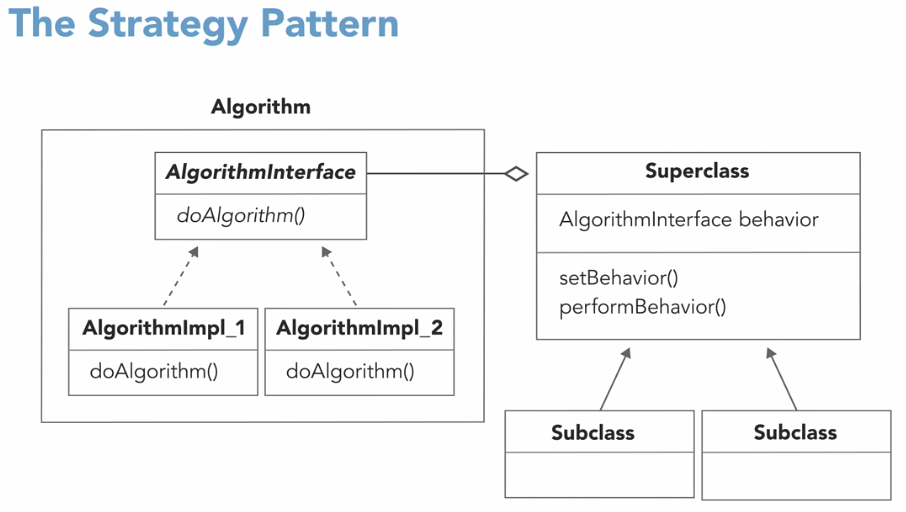 The Strategy Pattern
Algorithm
AlgorithmInterface
doAlgorithm()
AlgorithmImpl_1
doAlgorithm()
AlgorithmImpl_2
doAlgorithm()
Superclass
AlgorithmInterface behavior
setBehavior()
performBehavior()
Subclass
Subclass